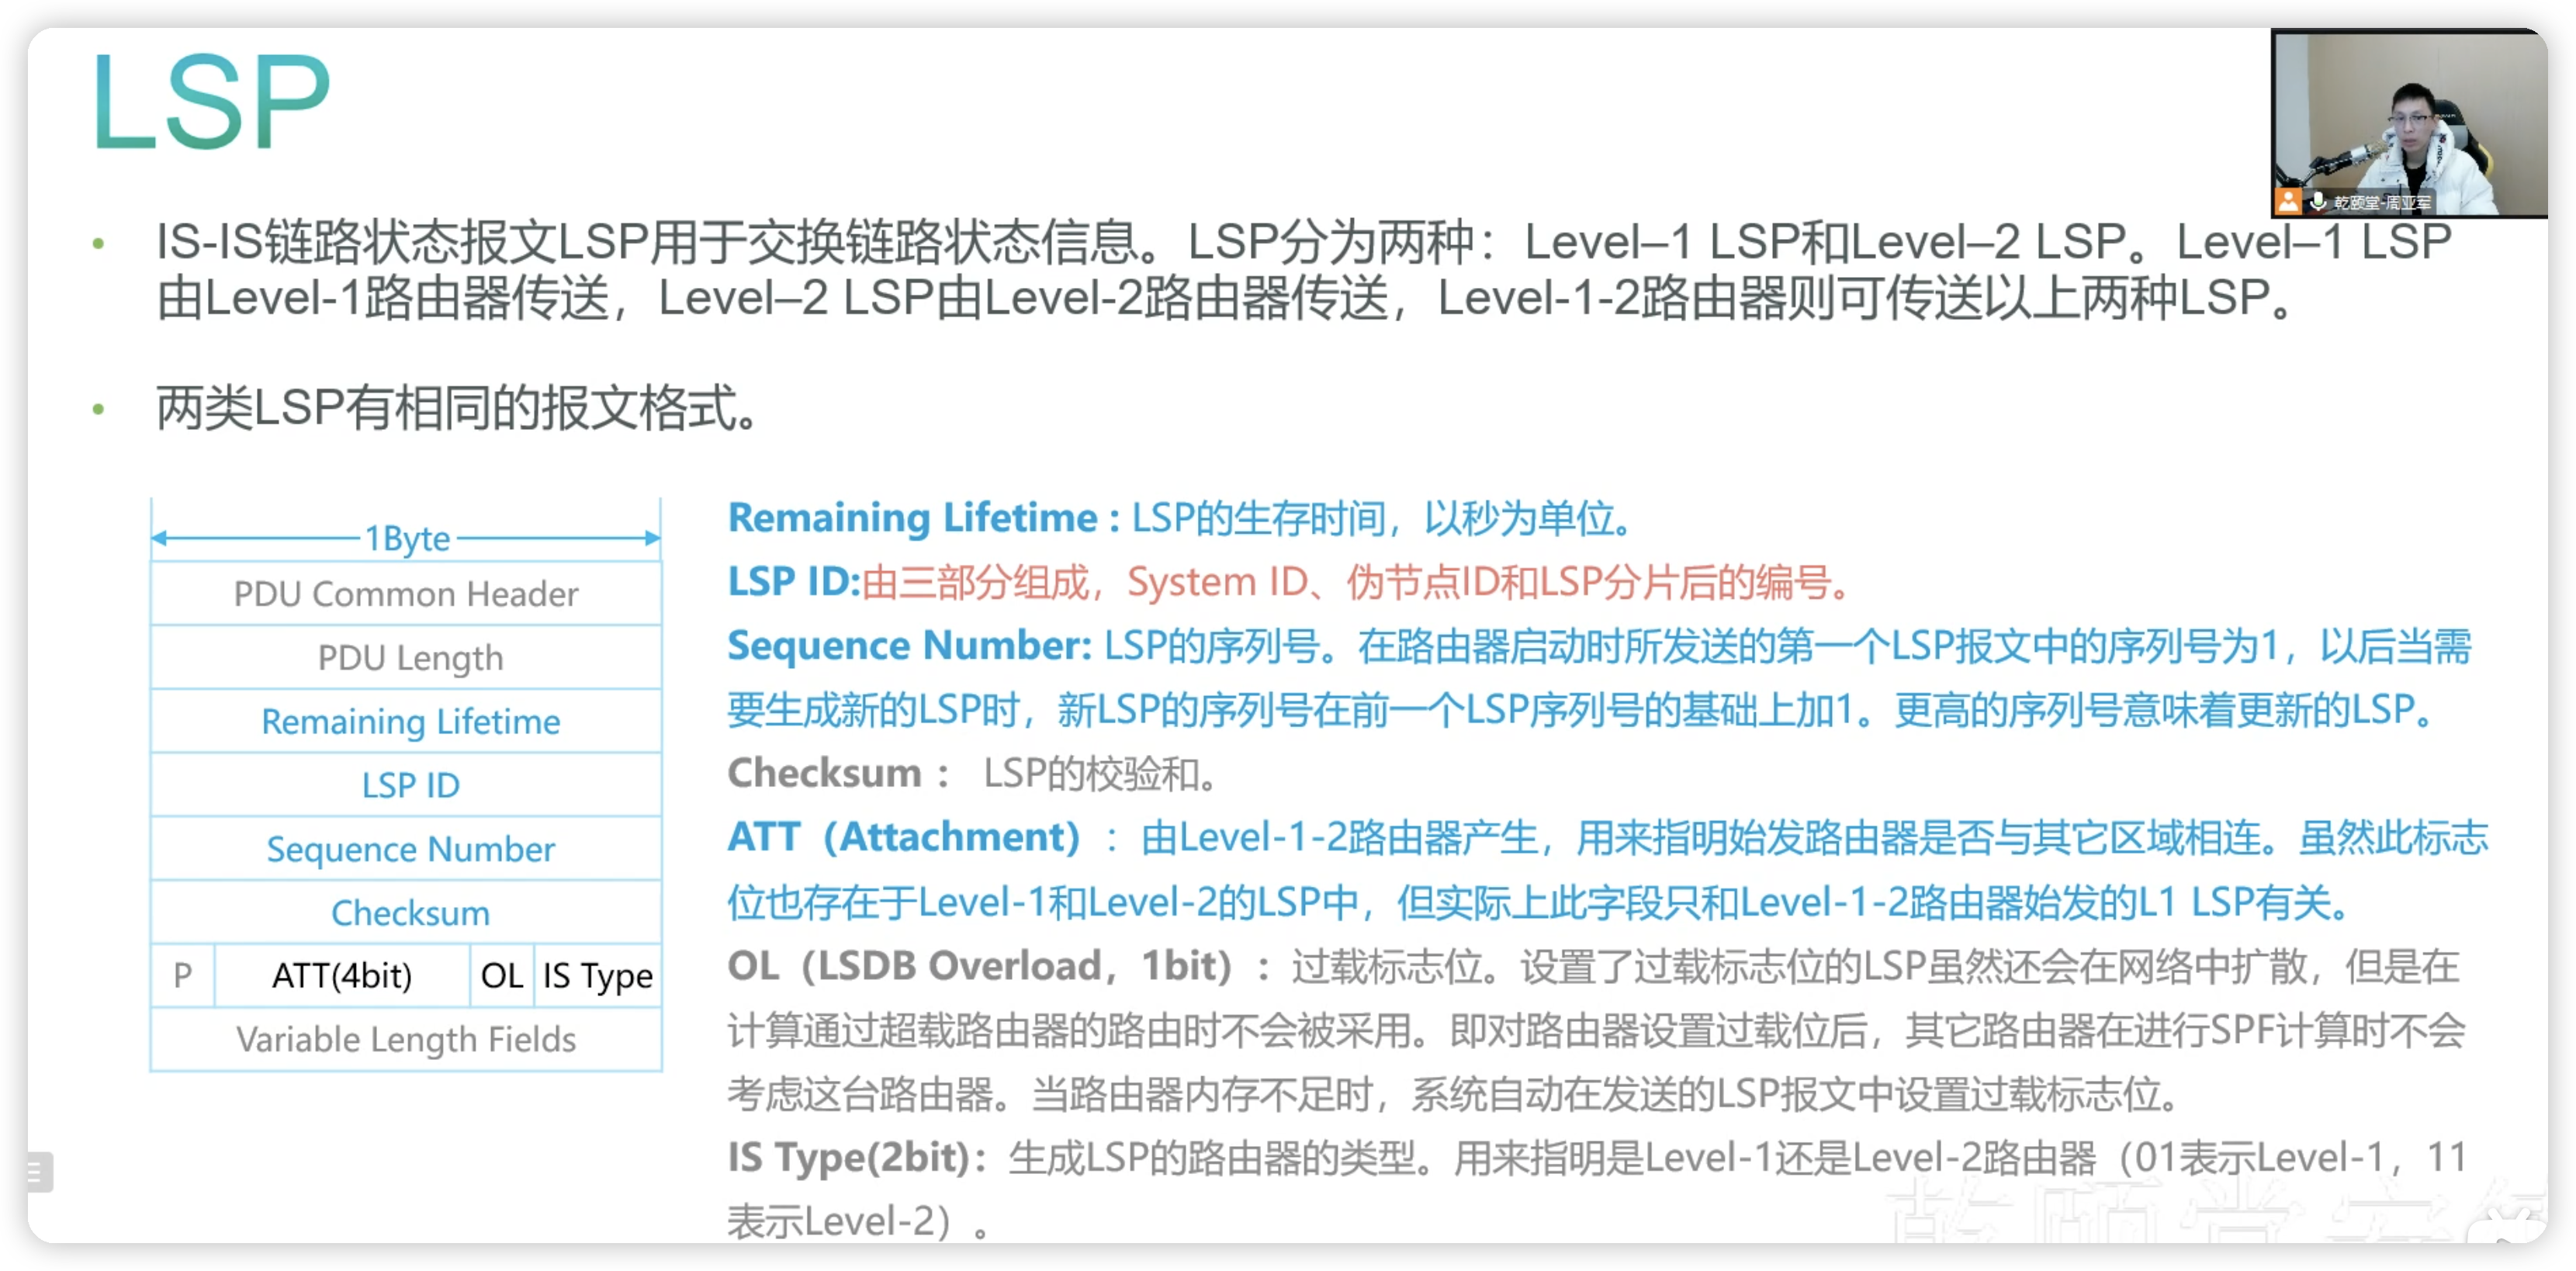 LSP
乾颐堂-周亚军
IS-IS链路状态报文LSP用于交换链路状态信息。LSP分为两种：Level–1 LSP和Level–2 LSP。Level–1 LSP
由Level-1路由器传送，Level–2 LSP由Level-2路由器传送，Level-1-2路由器则可传送以上两种LSP。
两类LSP有相同的报文格式。
1Byte
PDU Common Header
PDU Length
Remaining Lifetime
LSP ID
Sequence Number
Checksum
P ATT(4bit) OL IS Type
Variable Length Fields
Remaining Lifetime : LSP的生存时间，以秒为单位。
LSP ID:由三部分组成，System ID、伪节点ID和LSP分片后的编号。
Sequence Number: LSP的序列号。在路由器启动时所发送的第一个LSP报文中的序列号为1，以后当需
要生成新的LSP时，新LSP的序列号在前一个LSP序列号的基础上加1。更高的序列号意味着更新的LSP。
Checksum： LSP的校验和。
ATT（Attachment）：由Level-1-2路由器产生，用来指明始发路由器是否与其它区域相连。虽然此标志
位也存在于Level-1和Level-2的LSP中，但实际上此字段只和Level-1-2路由器始发的L1 LSP有关。
OL（LSDB Overload，1bit）：过载标志位。设置了过载标志位的LSP虽然还会在网络中扩散，但是在
计算通过超载路由器的路由时不会被采用。即对路由器设置过载位后，其它路由器在进行SPF计算时不会
考虑这台路由器。当路由器内存不足时，系统自动在发送的LSP报文中设置过载标志位。
IS Type(2bit)：生成LSP的路由器的类型。用来指明是Level-1还是Level-2路由器（01表示Level-1，11
表示Level-2）。
乾颐堂